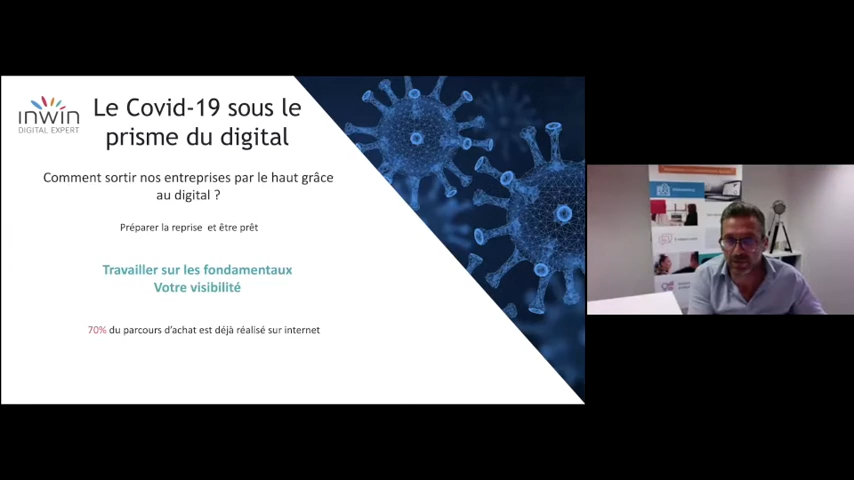 inwin
DIGITAL EXPERT
Le Covid-19 sous le
prisme du digital
Comment sortir nos entreprises par le haut grâce
au digital ?
Préparer la reprise et être prêt
Travailler sur les fondamentaux
Votre visibilité
70% du parcours d'achat est déjà réalisé sur internet